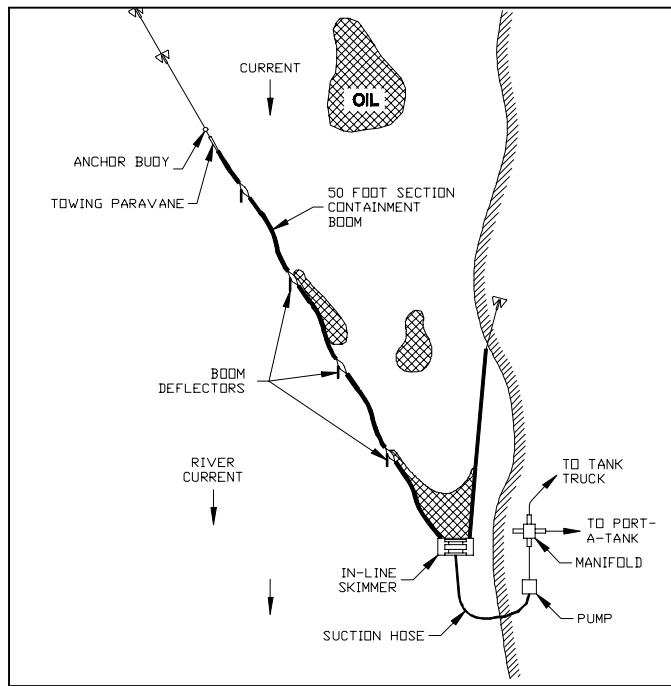 CURRENT
OIL
ANCHOR BUOY
TOWING PARAVANE
50 FOOT SECTION
CONTAINMENT
BOOM
BOOM
DEFLECTORS
RIVER
CURRENT
TO TANK
TRUCK
TO PORT-
A-TANK
MANIFOLD
IN-LINE
SKIMMER
SUCTION HOSE
PUMP